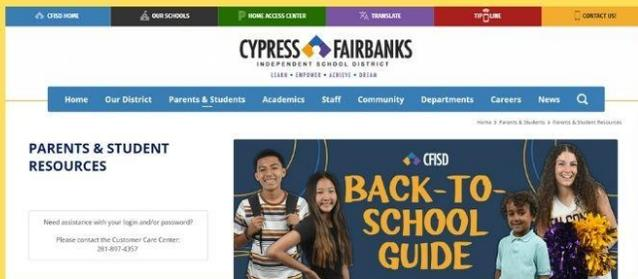 CFISD HOME
OUR SCHOOLS
HOME ACCESS CENTER
TRANSLATE
TIP LINE
CONTACT US!
CYPRESS FAIRBANKS
INDEPENDENT SCHOOL DISTRICT
LEARN • EMPOWER • ACHIEVE • DREAM
Home Our District Parents & Students Academics Staff Community Departments Careers News
Home > Parents & Students > Parents & Student Resources
PARENTS & STUDENT
RESOURCES
Need assistance with your login and/or password?
Please contact the Customer Care Center:
281-897-4357
CFISD
BACK-TO-
SCHOOL
GUIDE